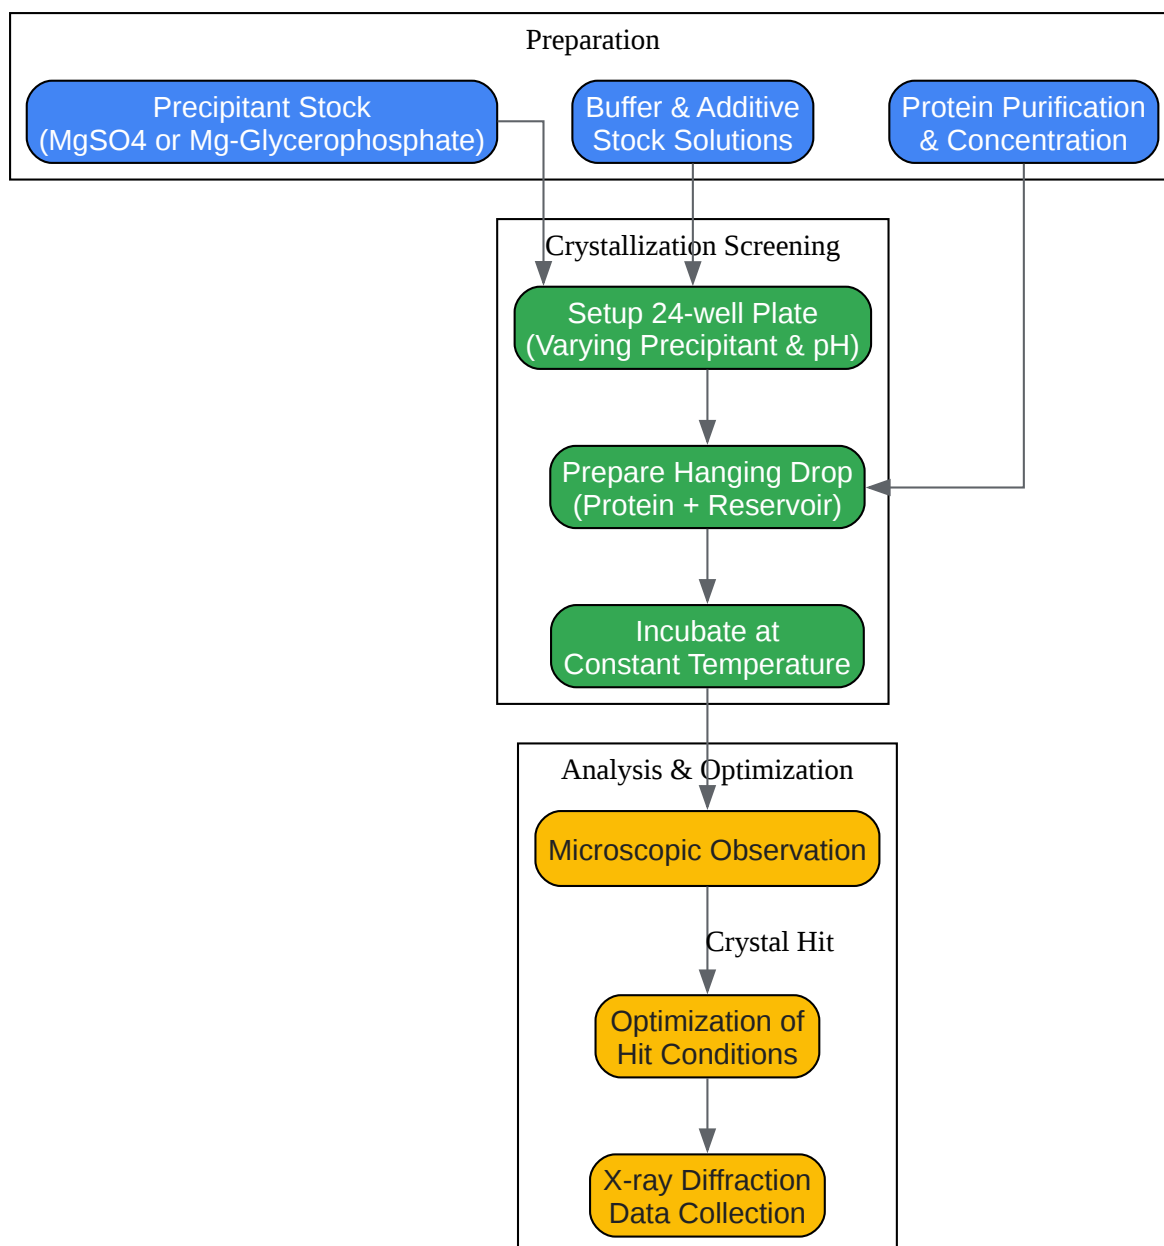 Preparation
Precipitant Stock
(MgSO4 or Mg-Glycerophosphate)
Buffer & Additive
Stock Solutions
Protein Purification
& Concentration
Crystallization Screening
Setup 24-well Plate
(Varying Precipitant & pH)
Prepare Hanging Drop
(Protein + Reservoir)
Incubate at
Constant Temperature
Analysis & Optimization
Microscopic Observation
Crystal Hit
Optimization of
Hit Conditions
X-ray Diffraction
Data Collection